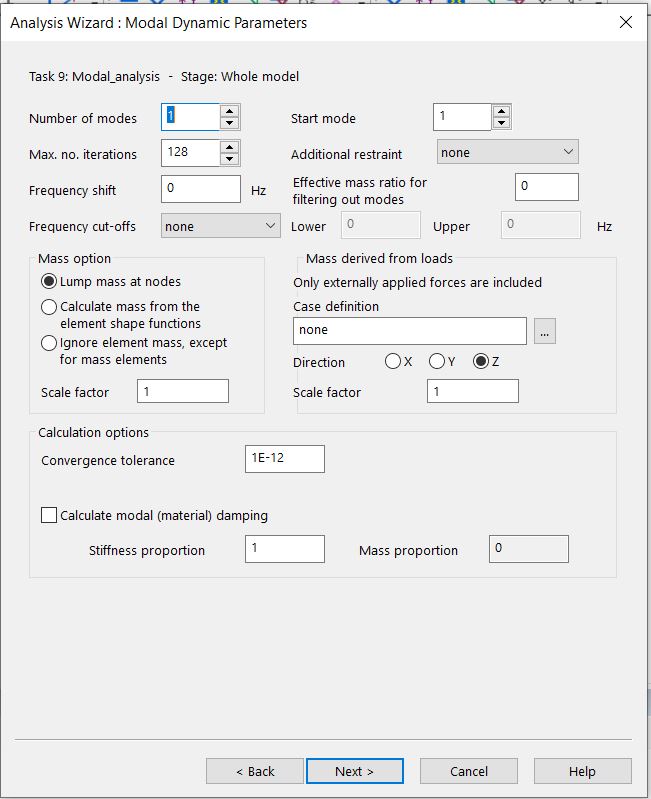 Analysis Wizard : Modal Dynamic Parameters
Task 9: Modal_analysis - Stage: Whole model
Number of modes 1 Start mode 1
Max. no. iterations 128 Additional restraint none
Frequency shift 0 Hz Effective mass ratio for
filtering out modes 0
Frequency cut-offs none Lower 0 Upper 0 Hz
Mass option
Lump mass at nodes
Calculate mass from the
element shape functions
Ignore element mass, except
for mass elements
Scale factor 1
Mass derived from loads
Only externally applied forces are included
Case definition
none ...
Direction X Y Z
Scale factor 1
Calculation options
Convergence tolerance 1E-12
Calculate modal (material) damping
Stiffness proportion 1 Mass proportion 0
< Back Next > Cancel Help